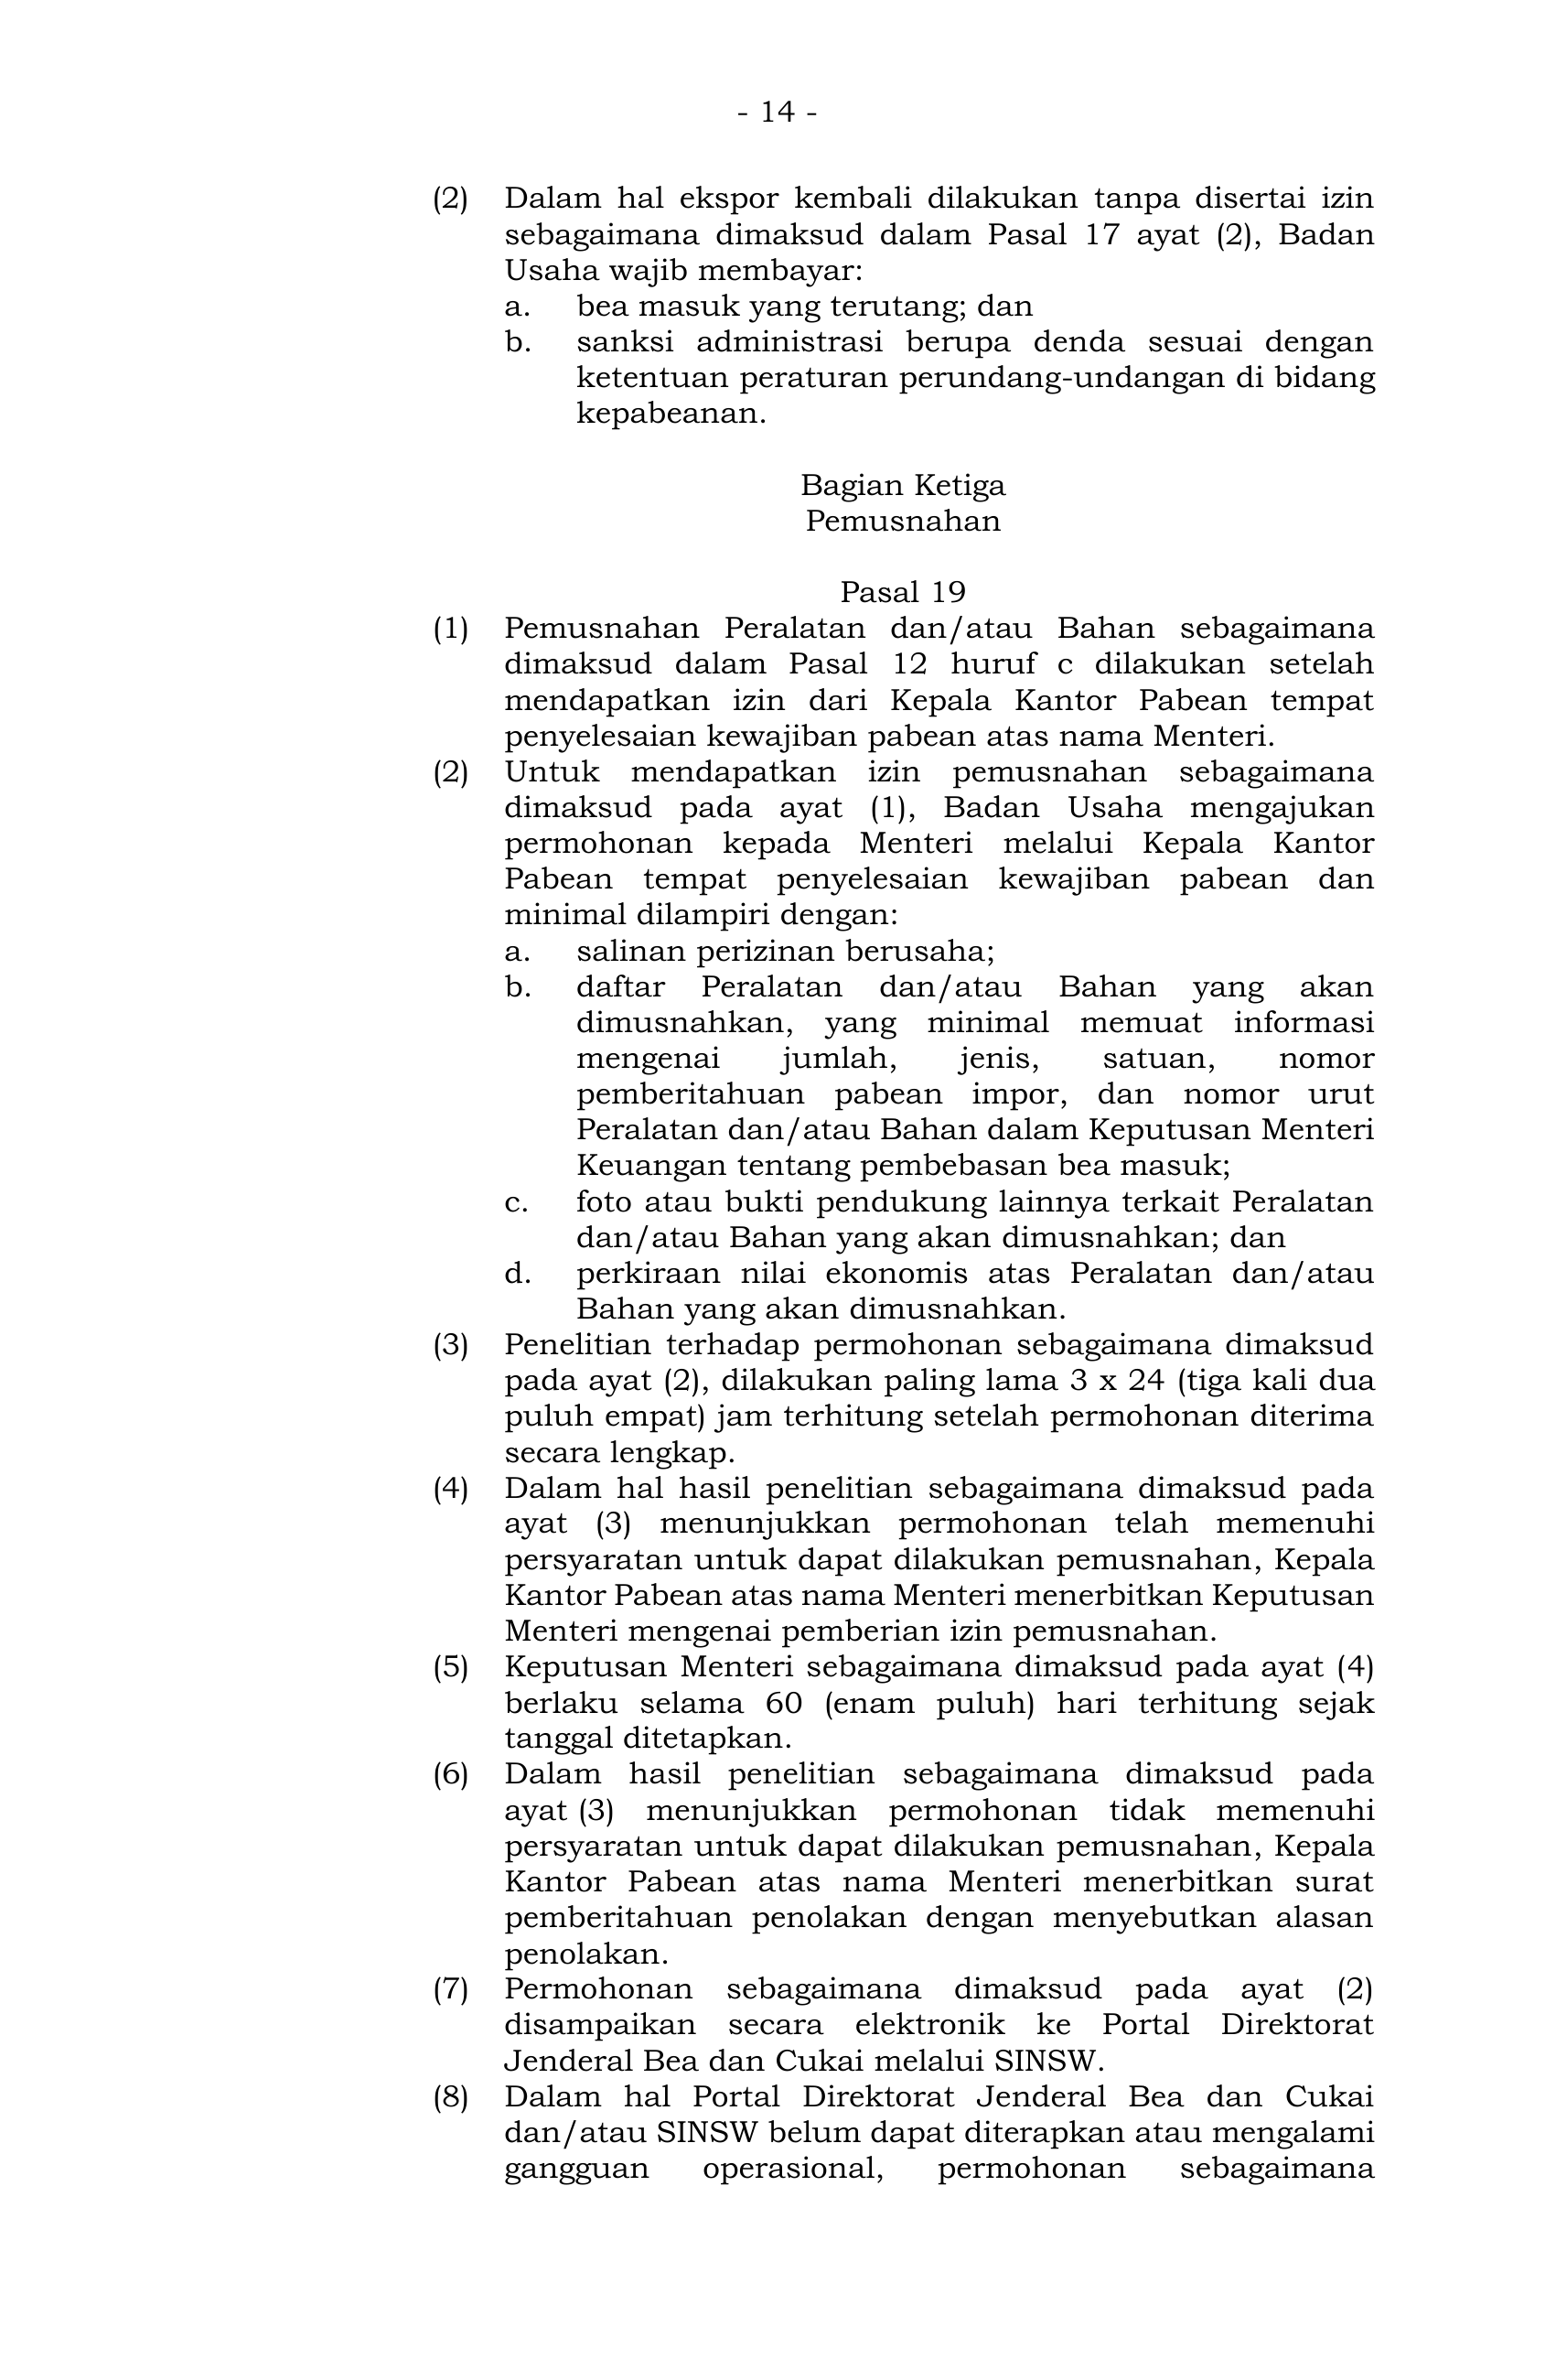 - 14 -
(2) Dalam hal ekspor kembali dilakukan tanpa disertai izin
sebagaimana dimaksud dalam Pasal 17 ayat (2), Badan
Usaha wajib membayar:
a. bea masuk yang terutang; dan
b. sanksi administrasi berupa denda sesuai dengan
ketentuan peraturan perundang-undangan di bidang
kepabeanan.
Bagian Ketiga
Pemusnahan
Pasal 19
(1) Pemusnahan Peralatan dan/atau Bahan sebagaimana
dimaksud dalam Pasal 12 huruf c dilakukan setelah
mendapatkan izin dari Kepala Kantor Pabean tempat
penyelesaian kewajiban pabean atas nama Menteri.
(2) Untuk mendapatkan izin pemusnahan sebagaimana
dimaksud pada ayat (1), Badan Usaha mengajukan
permohonan kepada Menteri melalui Kepala Kantor
Pabean tempat penyelesaian kewajiban pabean dan
minimal dilampiri dengan:
a. salinan perizinan berusaha;
b. daftar Peralatan dan/atau Bahan yang akan
dimusnahkan, yang minimal memuat informasi
mengenai jumlah, jenis, satuan, nomor
pemberitahuan pabean impor, dan nomor urut
Peralatan dan/atau Bahan dalam Keputusan Menteri
Keuangan tentang pembebasan bea masuk;
c. foto atau bukti pendukung lainnya terkait Peralatan
dan/atau Bahan yang akan dimusnahkan; dan
d. perkiraan nilai ekonomis atas Peralatan dan/atau
Bahan yang akan dimusnahkan.
(3) Penelitian terhadap permohonan sebagaimana dimaksud
pada ayat (2), dilakukan paling lama 3 x 24 (tiga kali dua
puluh empat) jam terhitung setelah permohonan diterima
secara lengkap.
(4) Dalam hal hasil penelitian sebagaimana dimaksud pada
ayat (3) menunjukkan permohonan telah memenuhi
persyaratan untuk dapat dilakukan pemusnahan, Kepala
Kantor Pabean atas nama Menteri menerbitkan Keputusan
Menteri mengenai pemberian izin pemusnahan.
(5) Keputusan Menteri sebagaimana dimaksud pada ayat (4)
berlaku selama 60 (enam puluh) hari terhitung sejak
tanggal ditetapkan.
(6) Dalam hasil penelitian sebagaimana dimaksud pada
ayat (3) menunjukkan permohonan tidak memenuhi
persyaratan untuk dapat dilakukan pemusnahan, Kepala
Kantor Pabean atas nama Menteri menerbitkan surat
pemberitahuan penolakan dengan menyebutkan alasan
penolakan.
(7) Permohonan sebagaimana dimaksud pada ayat (2)
disampaikan secara elektronik ke Portal Direktorat
Jenderal Bea dan Cukai melalui SINSW.
(8) Dalam hal Portal Direktorat Jenderal Bea dan Cukai
dan/atau SINSW belum dapat diterapkan atau mengalami
gangguan operasional, permohonan sebagaimana